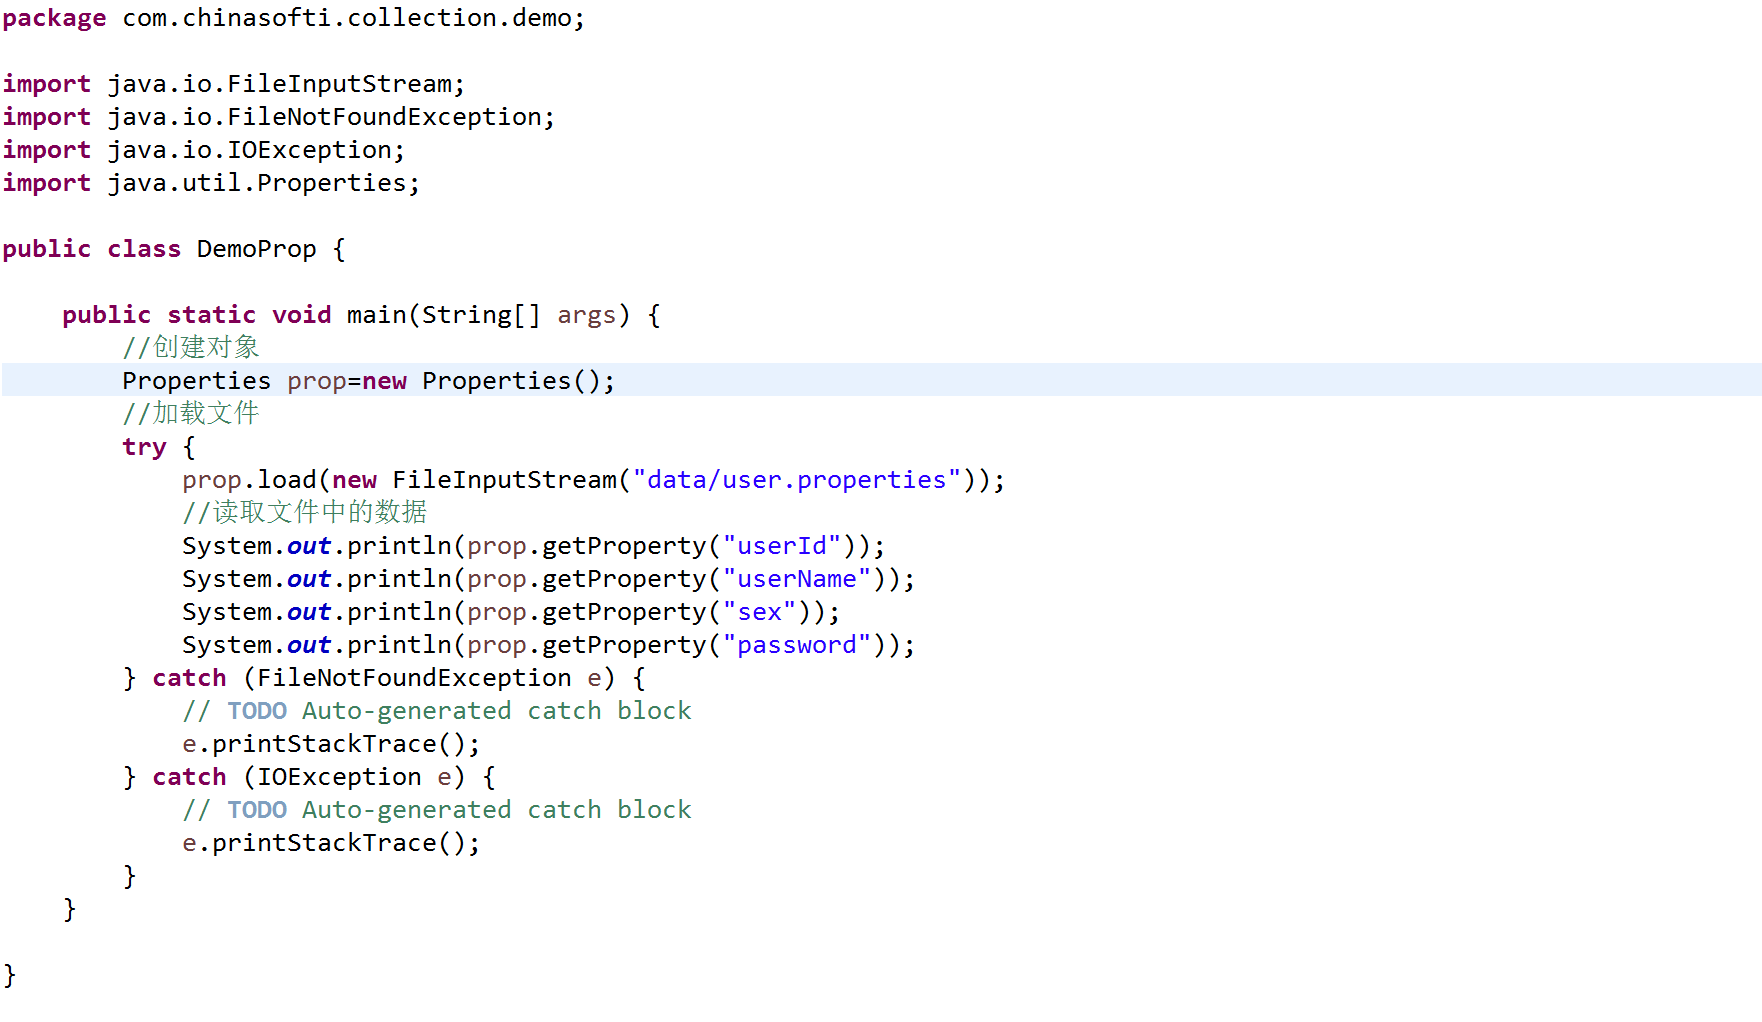 package com.chinasofti.collection.demo;
import java.io.FileInputStream;
import java.io.FileNotFoundException;
import java.io.IOException;
import java.util.Properties;
public class DemoProp {
public static void main(String[] args) {
//创建对象
Properties prop=new Properties();
//加载文件
try {
prop.load(new FileInputStream("data/user.properties"));
//读取文件中的数据
System.out.println(prop.getProperty("userId"));
System.out.println(prop.getProperty("userName"));
System.out.println(prop.getProperty("sex"));
System.out.println(prop.getProperty("password"));
} catch (FileNotFoundException e) {
// TODO Auto-generated catch block
e.printStackTrace();
} catch (IOException e) {
// TODO Auto-generated catch block
e.printStackTrace();
}
}
}